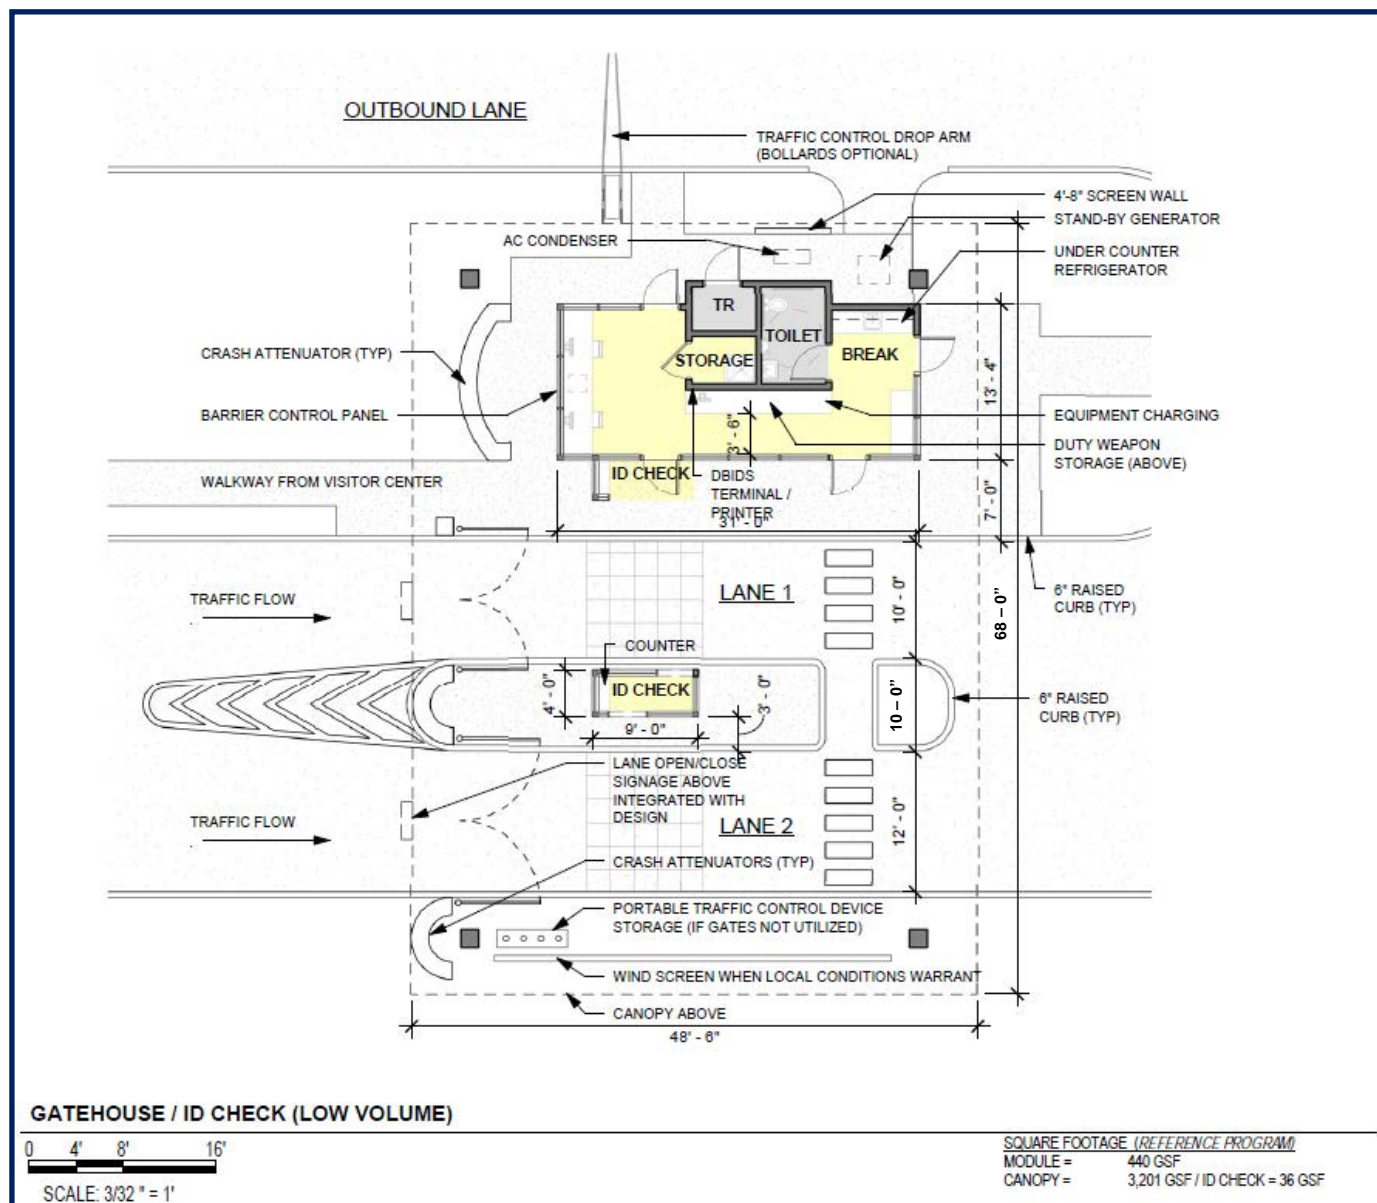 OUTBOUND LANE
TRAFFIC CONTROL DROP ARM
(BOLLARDS OPTIONAL)
4'-8" SCREEN WALL
STAND-BY GENERATOR
AC CONDENSER
UNDER COUNTER
REFRIGERATOR
TR
TOILET
STORAGE
BREAK
CRASH ATTENUATOR (TYP)
13' - 4"
BARRIER CONTROL PANEL
EQUIPMENT CHARGING
3' - 6"
DUTY WEAPON
STORAGE (ABOVE)
ID CHECK
DBIDS
TERMINAL /
PRINTER
WALKWAY FROM VISITOR CENTER
7' - 0"
31' - 0"
TRAFFIC FLOW
LANE 1
10' - 0"
6" RAISED
CURB (TYP)
68 – 0"
COUNTER
ID CHECK
4' - 0"
9' - 0"
3' - 0"
10 – 0"
6" RAISED
CURB (TYP)
LANE OPEN/CLOSE
SIGNAGE ABOVE
INTEGRATED WITH
DESIGN
TRAFFIC FLOW
LANE 2
12' - 0"
CRASH ATTENUATORS (TYP)
PORTABLE TRAFFIC CONTROL DEVICE
STORAGE (IF GATES NOT UTILIZED)
WIND SCREEN WHEN LOCAL CONDITIONS WARRANT
CANOPY ABOVE
48' - 6"
GATEHOUSE / ID CHECK (LOW VOLUME)
0 4' 8' 16'
SCALE: 3/32 " = 1'
SQUARE FOOTAGE (REFERENCE PROGRAM)
MODULE = 440 GSF
CANOPY = 3,201 GSF / ID CHECK = 36 GSF